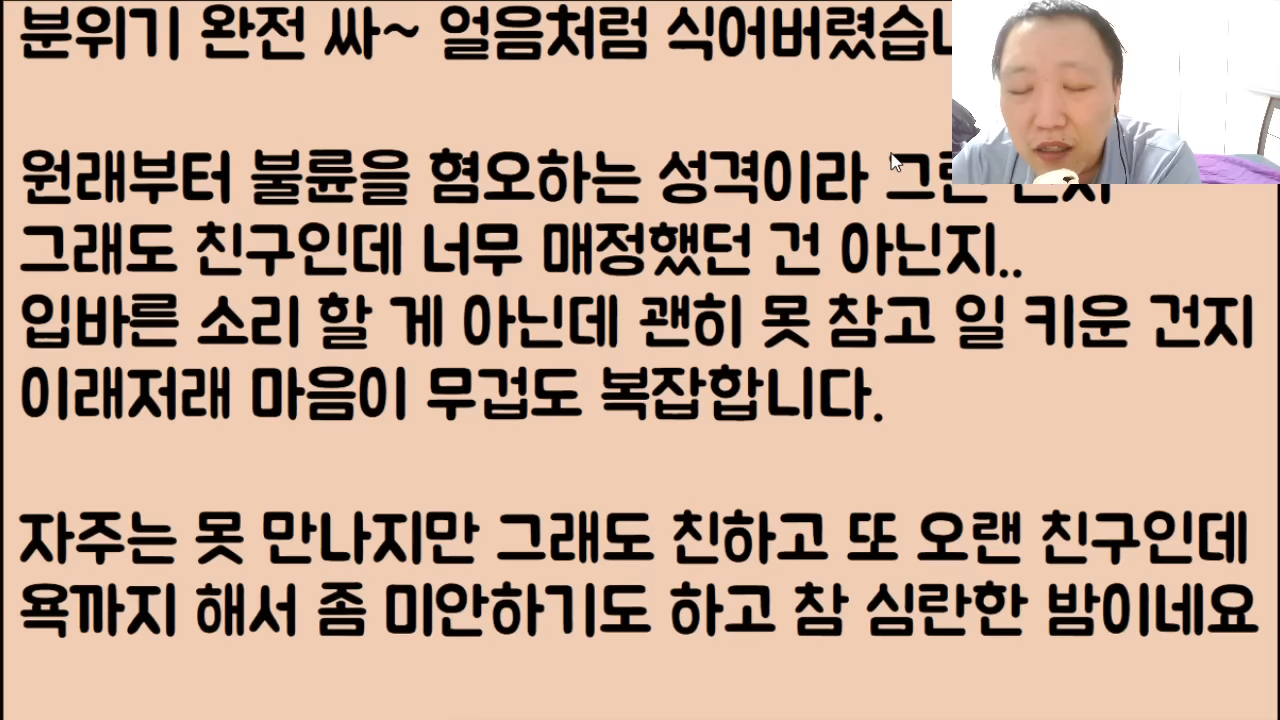 분위기 완전 싸~ 얼음처럼 식어버렸습
원래부터 불륜을 혐오하는 성격이라
그래도 친구인데 너무 매정했던 건 아닌지..
입바른 소리 할 게 아닌데 괜히 못 참고 일 키운 건지
이래저래 마음이 무겁도 복잡합니다.
자주는 못 만나지만 그래도 친하고 또 오랜 친구인데
욕까지 해서 좀 미안하기도 하고 참 심란한 밤이네요